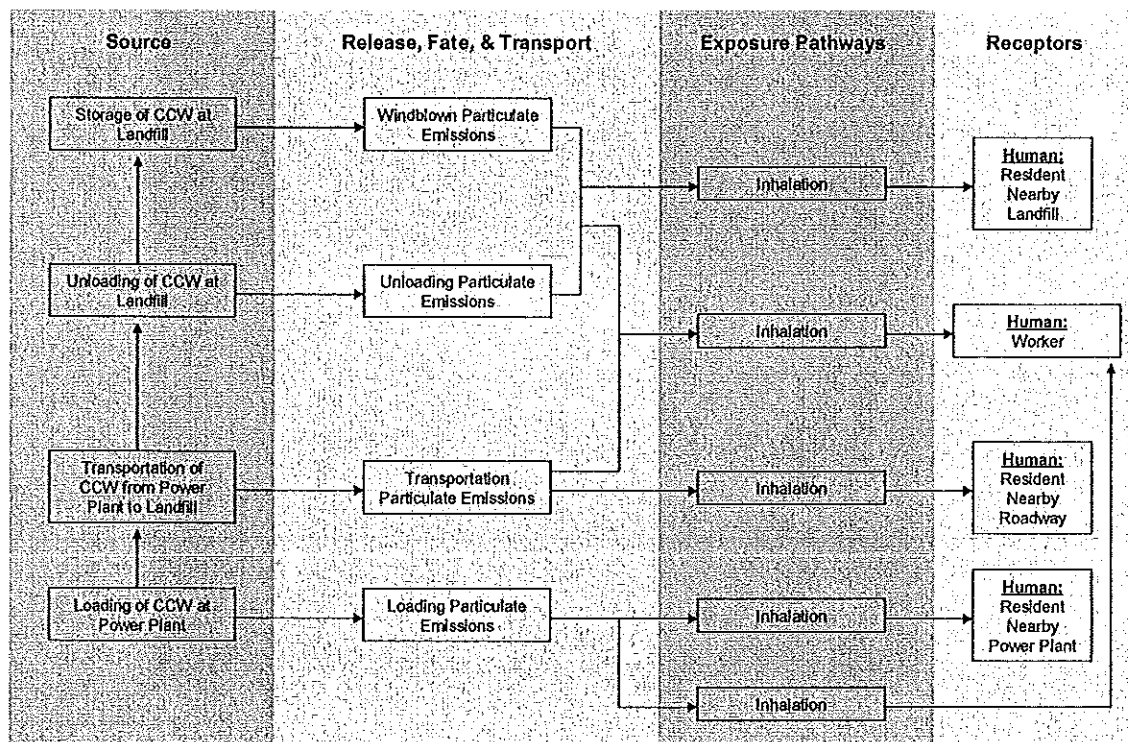 Source
Release, Fate, & Transport
Exposure Pathways
Receptors
Storage of CCW at
Landfill
Windblown Particulate
Emissions
Inhalation
Human:
Resident
Nearby
Landfill
Unloading of CCW at
Landfill
Unloading Particulate
Emissions
Inhalation
Human:
Worker
Transportation of
CCW from Power
Plant to Landfill
Transportation
Particulate Emissions
Inhalation
Human:
Resident
Nearby
Roadway
Loading of CCW at
Power Plant
Loading Particulate
Emissions
Inhalation
Human:
Resident
Nearby
Power Plant
Inhalation